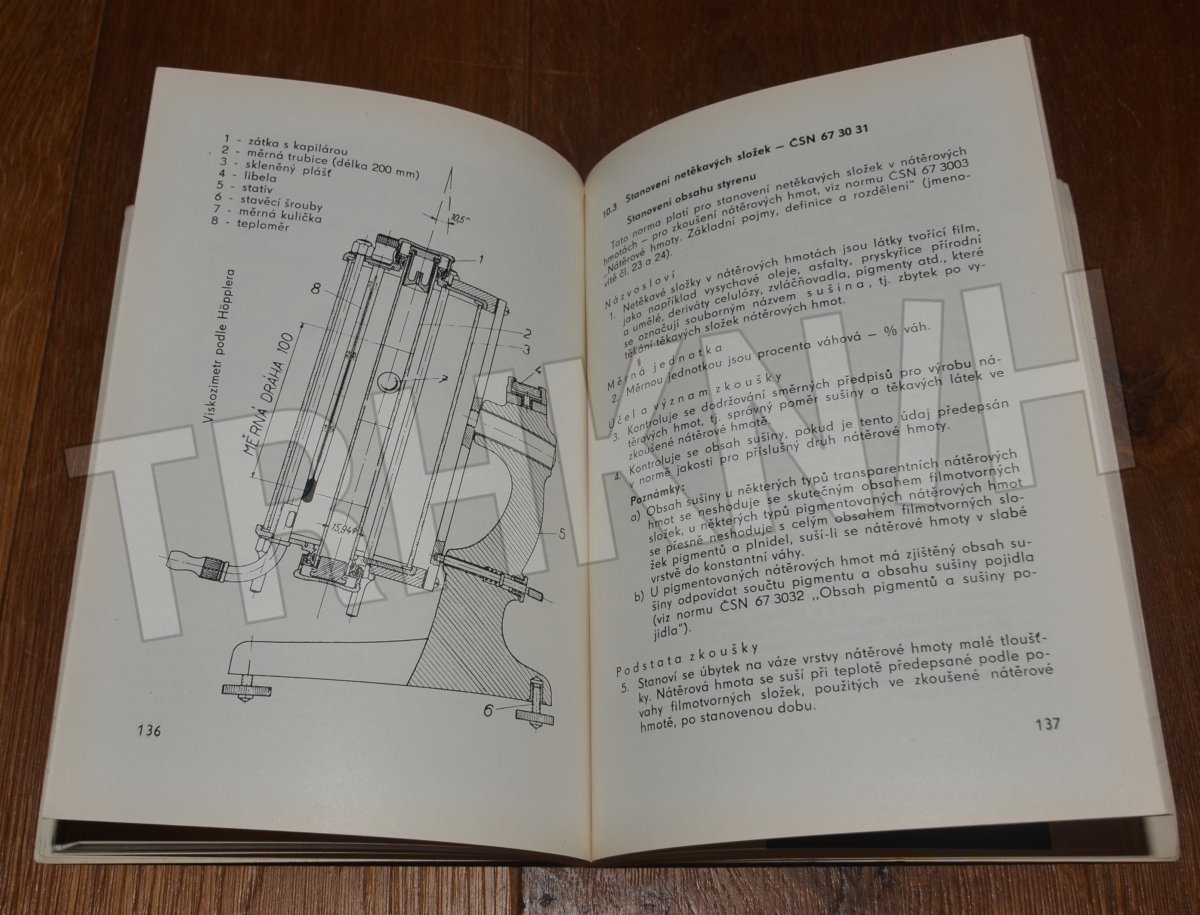 1 - zátka s kapilárou
2 - měrná trubice (délka 200 mm)
3 - skleněný plášť
4 - libela
5 - stativ
6 - stavěcí šrouby
7 - měrná kulička
8 - teploměr
Viskozimetr podle Höpplera
MĚRNÁ DRÁHA 100
10,5°
1
8
2
3
4
7
5
15,94
6
136
10.3 Stanovení netěkavých složek – ČSN 67 30 31
Stanovení obsahu styrenu
Tato norma platí pro stanovení netěkavých složek v nátěrových
hmotách – pro zkoušení nátěrových hmot, viz normu ČSN 67 3003
„Nátěrové hmoty. Základní pojmy, definice a rozdělení“ (jmeno-
vitě čl. 23 a 24).
Názvosloví
1. Netěkavé složky v nátěrových hmotách jsou látky tvořící film,
jako například vysychavé oleje, asfalty, pryskyřice přírodní
a umělé, deriváty celulózy, zvláčňovadla, pigmenty atd., které
se označují souborným názvem sušina, tj. zbytek po vy-
těkání těkavých složek nátěrových hmot.
Měrná jednotka
2. Měrnou jednotkou jsou procenta váhová – % váh.
Účel a význam zkoušky
3. Kontroluje se dodržování směrných předpisů pro výrobu ná-
těrových hmot, tj. správný poměr sušiny a těkavých látek ve
zkoušené nátěrové hmotě.
4. Kontroluje se obsah sušiny, pokud je tento údaj předepsán
v normě jakosti pro příslušný druh nátěrové hmoty.
Poznámky:
a) Obsah sušiny u některých typů transparentních nátěrových
hmot se neshoduje se skutečným obsahem filmotvorných
složek, u některých typů pigmentovaných nátěrových hmot
se přesně neshoduje s celým obsahem filmotvorných slo-
žek pigmentů a plnidel, suší-li se nátěrové hmoty v slabé
vrstvě do konstantní váhy.
b) U pigmentovaných nátěrových hmot má zjištěný obsah su-
šiny odpovídat součtu pigmentu a obsahu sušiny pojidla
(viz normu ČSN 67 3032 „Obsah pigmentů a sušiny po-
jidla“).
Podstata zkoušky
5. Stanoví se úbytek na váze vrstvy nátěrové hmoty malé tloušť-
ky. Nátěrová hmota se suší při teplotě předepsané podle po-
vahy filmotvorných složek, použitých ve zkoušené nátěrové
hmotě, po stanovenou dobu.
137